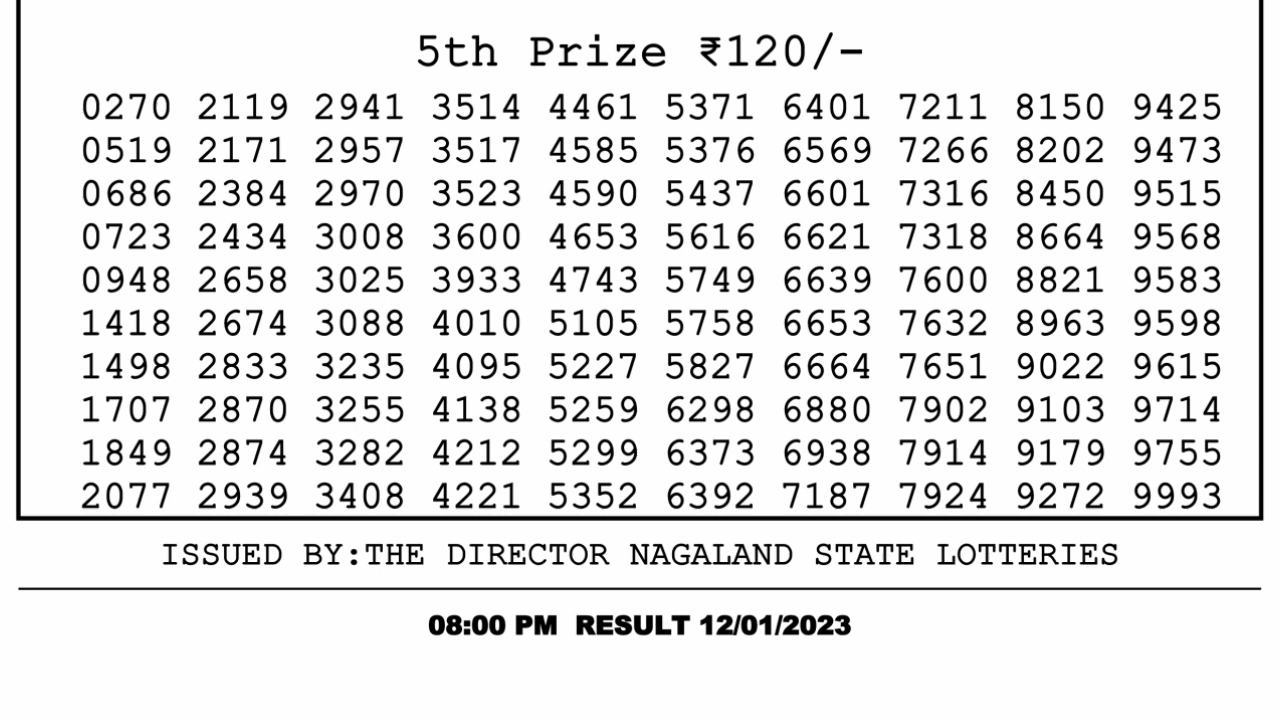 5th Prize ₹120/-
0270 2119 2941 3514 4461 5371 6401 7211 8150 9425
0519 2171 2957 3517 4585 5376 6569 7266 8202 9473
0686 2384 2970 3523 4590 5437 6601 7316 8450 9515
0723 2434 3008 3600 4653 5616 6621 7318 8664 9568
0948 2658 3025 3933 4743 5749 6639 7600 8821 9583
1418 2674 3088 4010 5105 5758 6653 7632 8963 9598
1498 2833 3235 4095 5227 5827 6664 7651 9022 9615
1707 2870 3255 4138 5259 6298 6880 7902 9103 9714
1849 2874 3282 4212 5299 6373 6938 7914 9179 9755
2077 2939 3408 4221 5352 6392 7187 7924 9272 9993
ISSUED BY:THE DIRECTOR NAGALAND STATE LOTTERIES
08:00 PM RESULT 12/01/2023